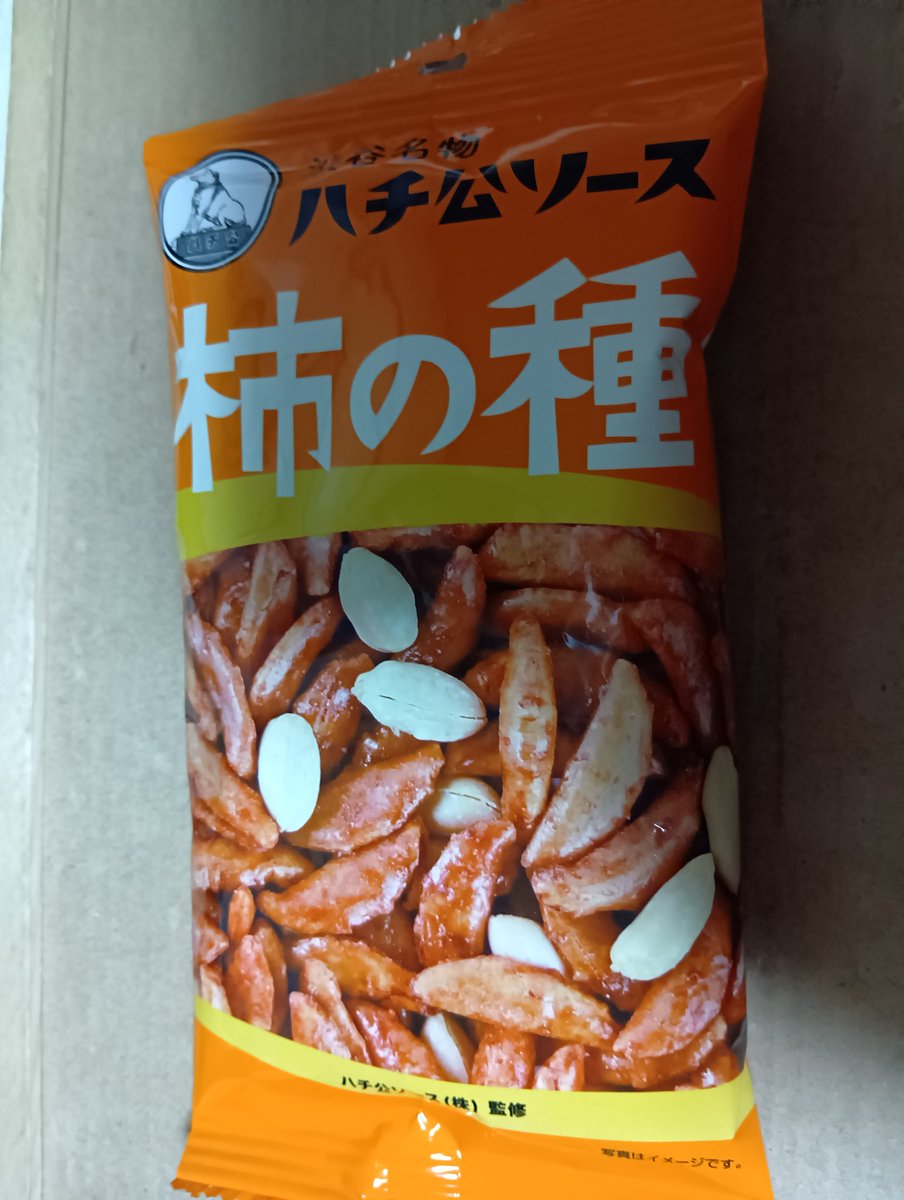 渋谷名物
ハチ公ソース
柿の種
ハチ公ソース(株) 監修
写真はイメージです。